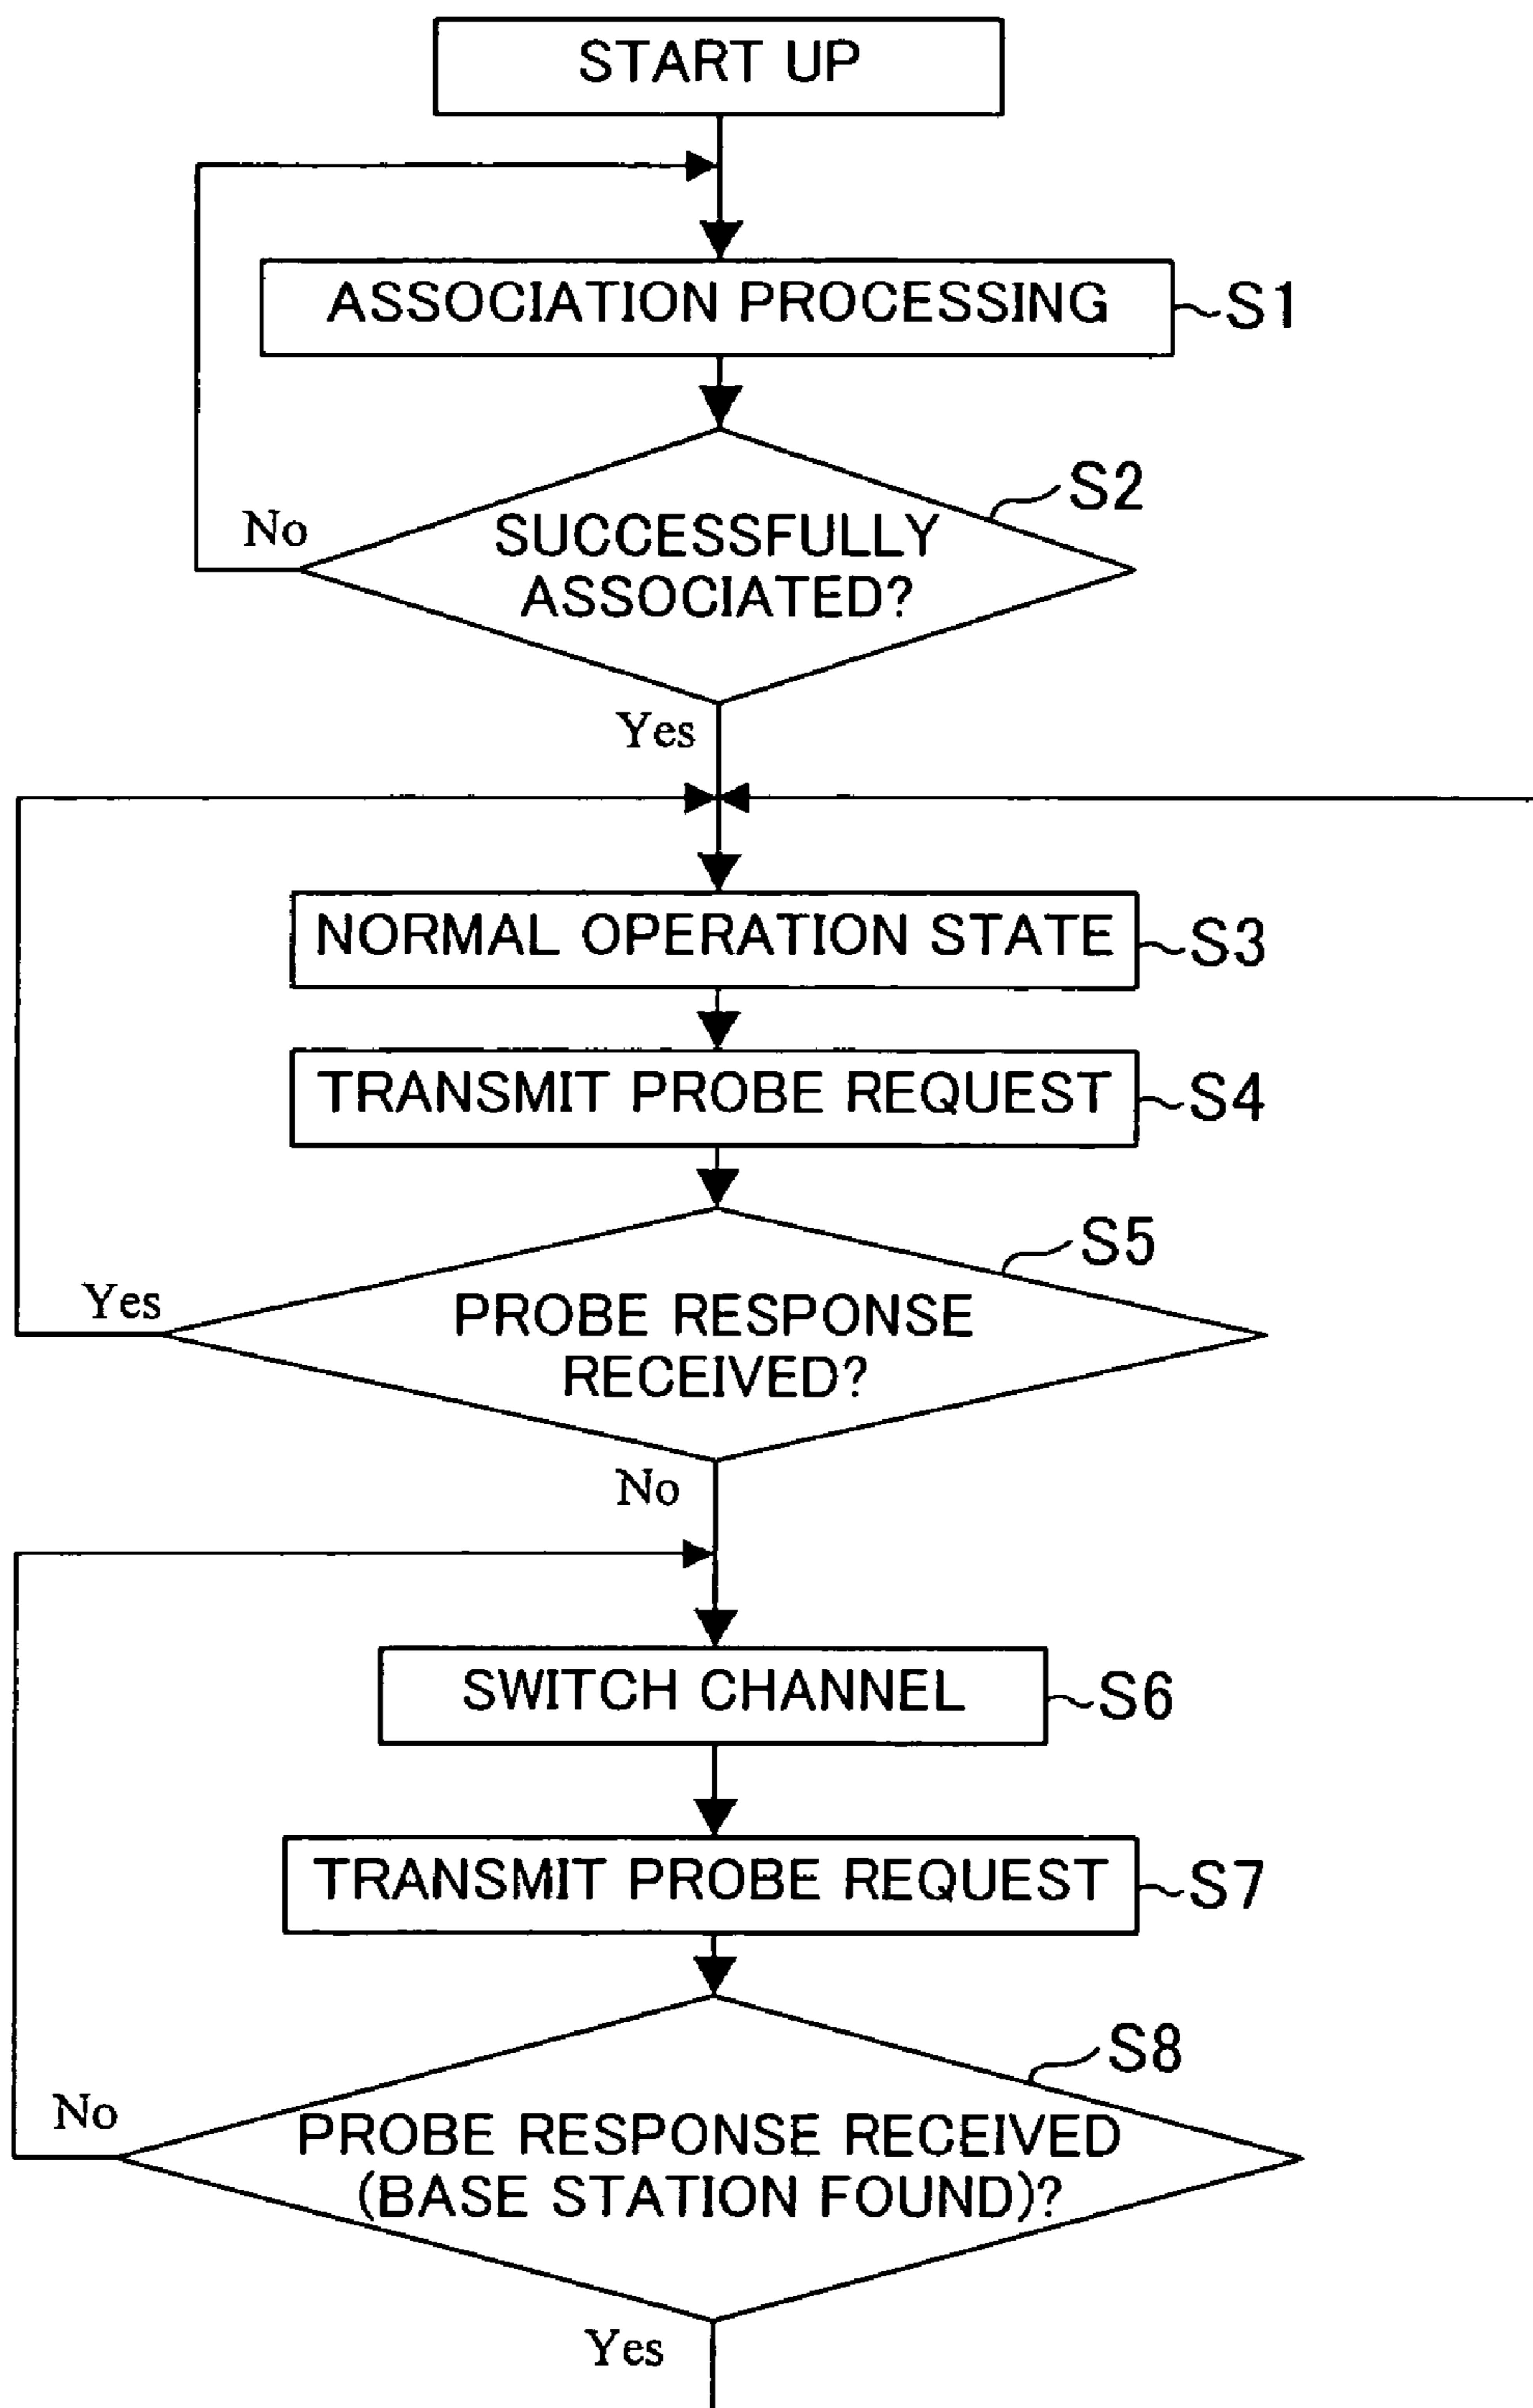 START UP
ASSOCIATION PROCESSING
S1
S2
No
SUCCESSFULLY
ASSOCIATED?
Yes
NORMAL OPERATION STATE
S3
TRANSMIT PROBE REQUEST
S4
S5
Yes
PROBE RESPONSE
RECEIVED?
No
SWITCH CHANNEL
S6
TRANSMIT PROBE REQUEST
S7
S8
No
PROBE RESPONSE RECEIVED
(BASE STATION FOUND)?
Yes